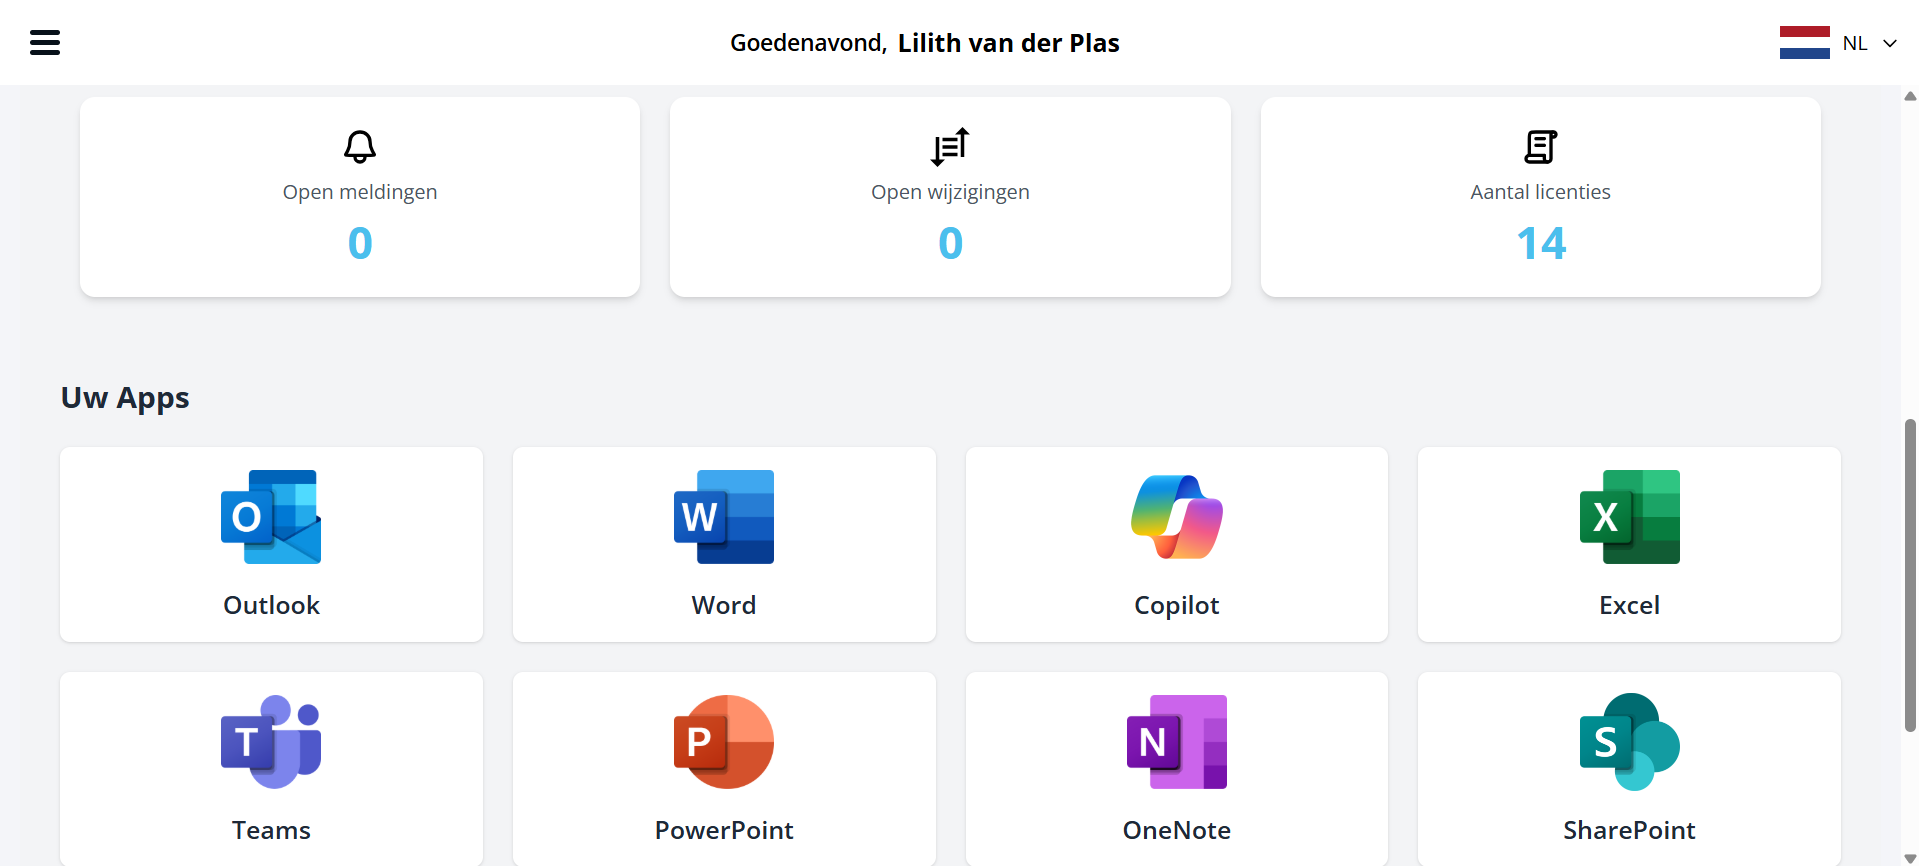 Goedenavond, Lilith van der Plas
NL
Open meldingen
0
Open wijzigingen
0
Aantal licenties
14
Uw Apps
O
Outlook
W
Word
Copilot
X
Excel
T
Teams
P
PowerPoint
N
OneNote
S
SharePoint